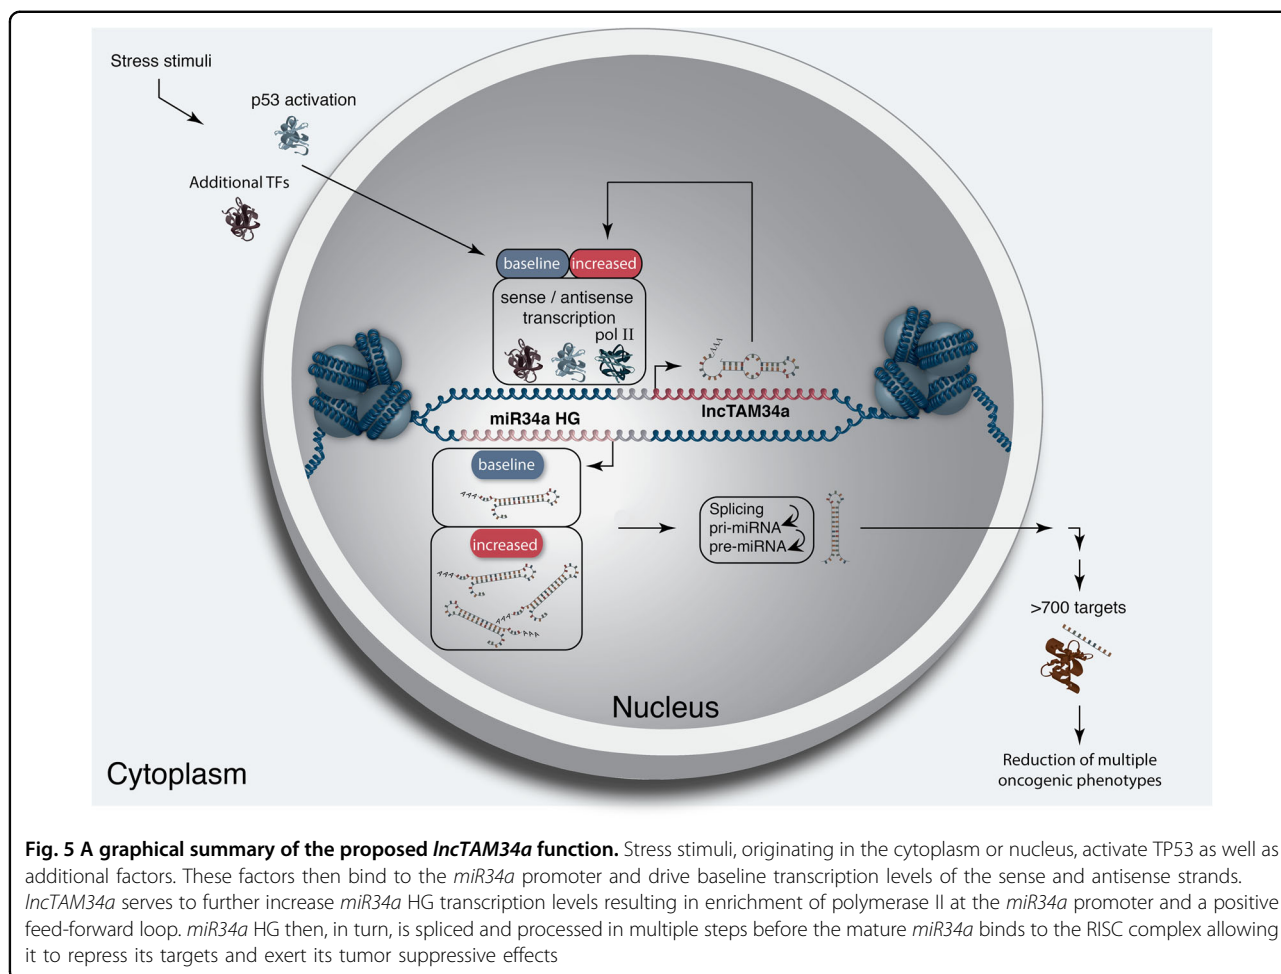 Stress stimuli
p53 activation
Additional TFs
baseline increased
sense / antisense
transcription
pol II
AAA
lncTAM34a
miR34a HG
baseline
AAA
increased
AAA
AAA
AAA
Splicing
pri-miRNA
pre-miRNA
>700 targets
Reduction of multiple
oncogenic phenotypes
Nucleus
Cytoplasm
Fig. 5 A graphical summary of the proposed lncTAM34a function. Stress stimuli, originating in the cytoplasm or nucleus, activate TP53 as well as
additional factors. These factors then bind to the miR34a promoter and drive baseline transcription levels of the sense and antisense strands.
lncTAM34a serves to further increase miR34a HG transcription levels resulting in enrichment of polymerase II at the miR34a promoter and a positive
feed-forward loop. miR34a HG then, in turn, is spliced and processed in multiple steps before the mature miR34a binds to the RISC complex allowing
it to repress its targets and exert its tumor suppressive effects